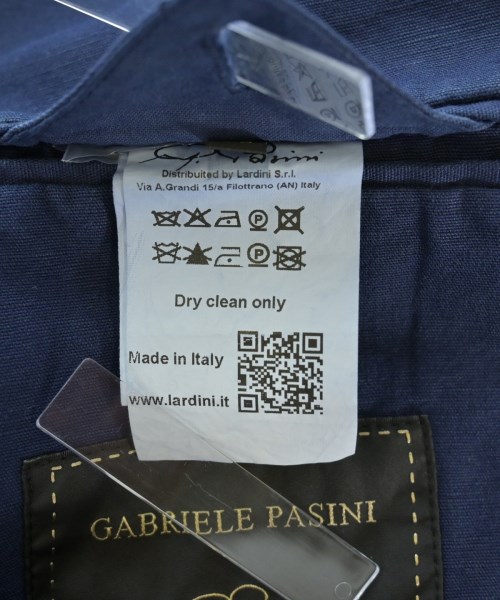 G. Pasini
Distributed by Lardini S.r.l.
Via A.Grandi 15/a Filottrano (AN) Italy
Dry clean only
Made in Italy
www.lardini.it
GABRIELE PASINI